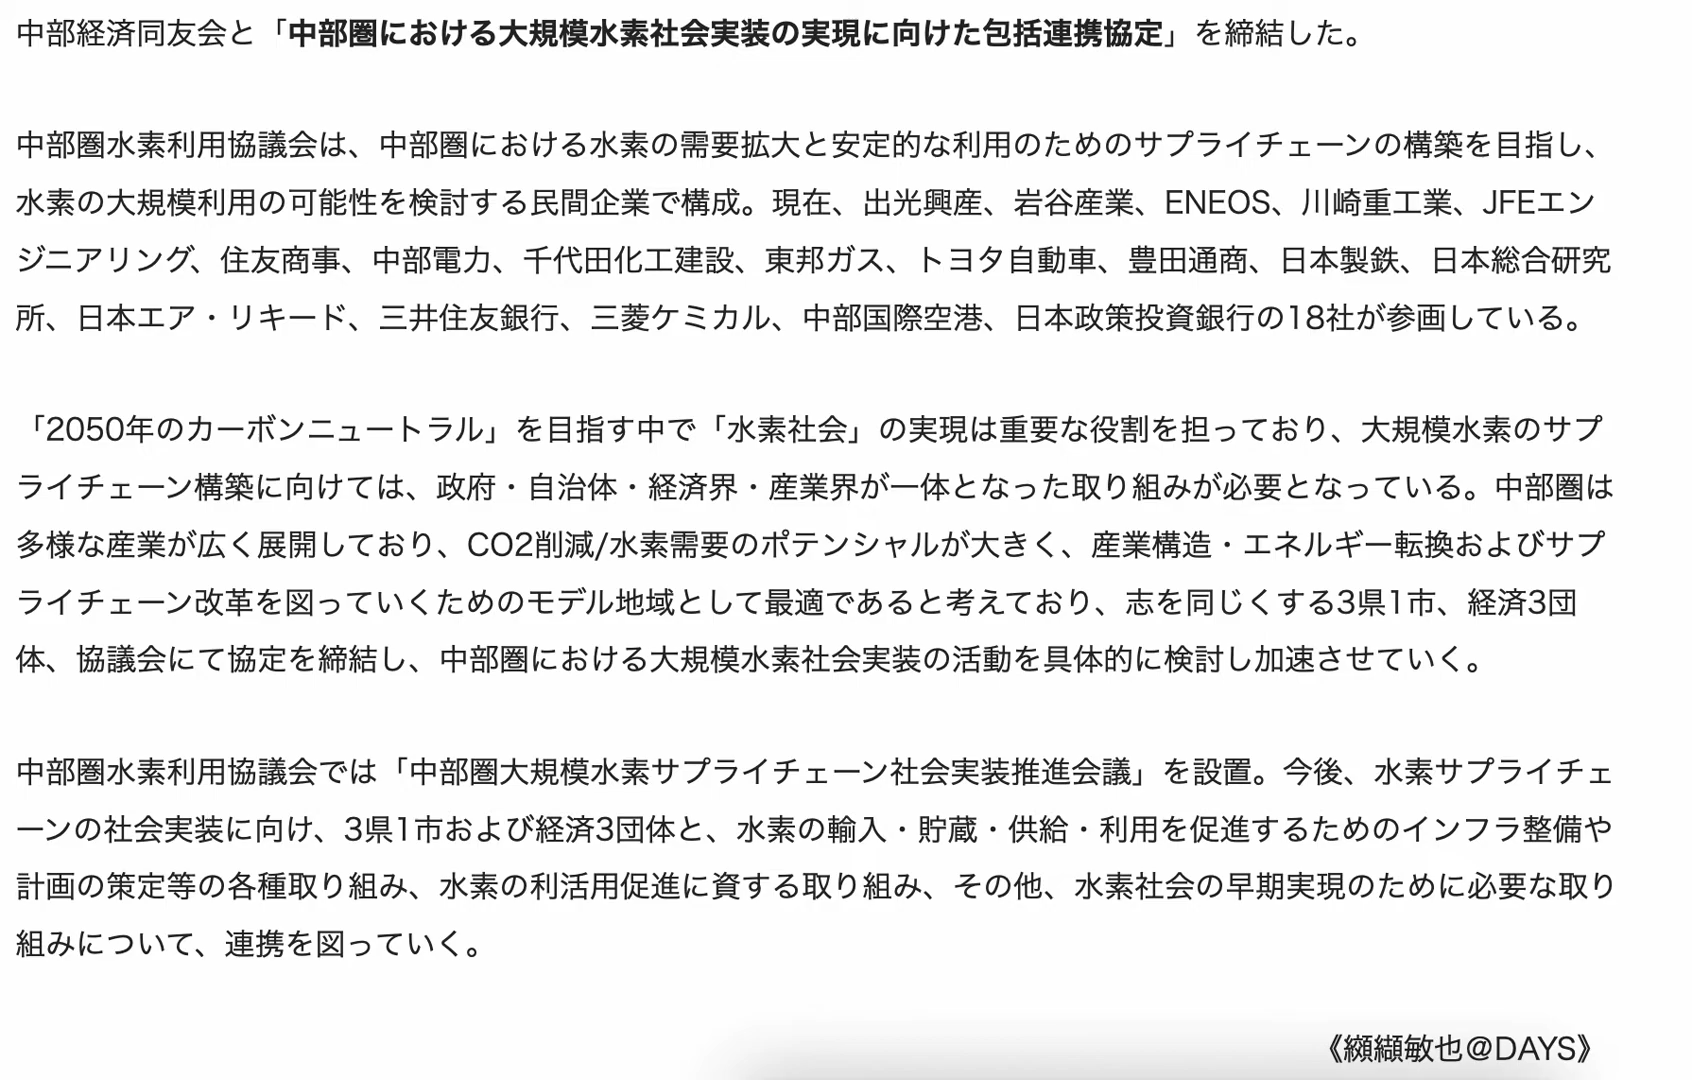 中部経済同友会と「中部圏における大規模水素社会実装の実現に向けた包括連携協定」を締結した。
中部圏水素利用協議会は、中部圏における水素の需要拡大と安定的な利用のためのサプライチェーンの構築を目指し、
水素の大規模利用の可能性を検討する民間企業で構成。現在、出光興産、岩谷産業、ENEOS、川崎重工業、JFEエン
ジニアリング、住友商事、中部電力、千代田化工建設、東邦ガス、トヨタ自動車、豊田通商、日本製鉄、日本総合研究
所、日本エア・リキード、三井住友銀行、三菱ケミカル、中部国際空港、日本政策投資銀行の18社が参画している。
「2050年のカーボンニュートラル」を目指す中で「水素社会」の実現は重要な役割を担っており、大規模水素のサプ
ライチェーン構築に向けては、政府・自治体・経済界・産業界が一体となった取り組みが必要となっている。中部圏は
多様な産業が広く展開しており、CO2削減/水素需要のポテンシャルが大きく、産業構造・エネルギー転換およびサプ
ライチェーン改革を図っていくためのモデル地域として最適であると考えており、志を同じくする3県1市、経済3団
体、協議会にて協定を締結し、中部圏における大規模水素社会実装の活動を具体的に検討し加速させていく。
中部圏水素利用協議会では「中部圏大規模水素サプライチェーン社会実装推進会議」を設置。今後、水素サプライチェ
ーンの社会実装に向け、3県1市および経済3団体と、水素の輸入・貯蔵・供給・利用を促進するためのインフラ整備や
計画の策定等の各種取り組み、水素の利活用促進に資する取り組み、その他、水素社会の早期実現のために必要な取り
組みについて、連携を図っていく。
《纐纈敏也@DAYS》